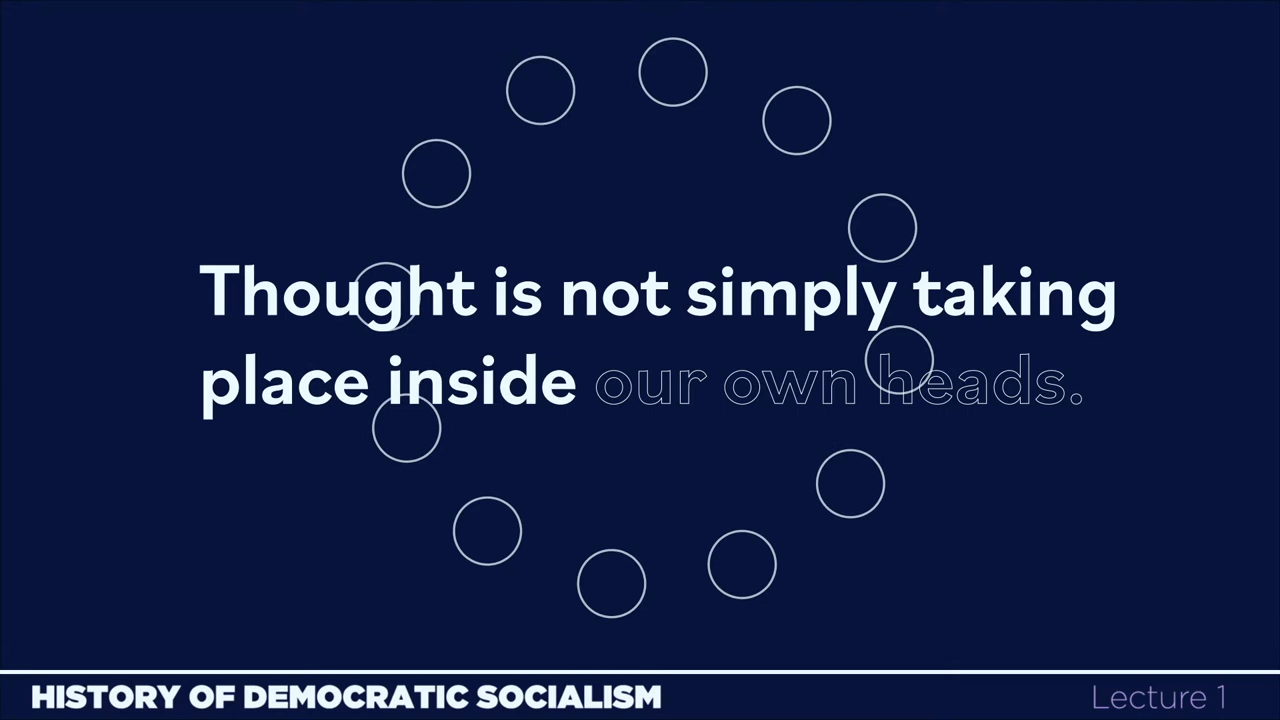 Thought is not simply taking
place inside our own heads.
HISTORY OF DEMOCRATIC SOCIALISM
Lecture 1